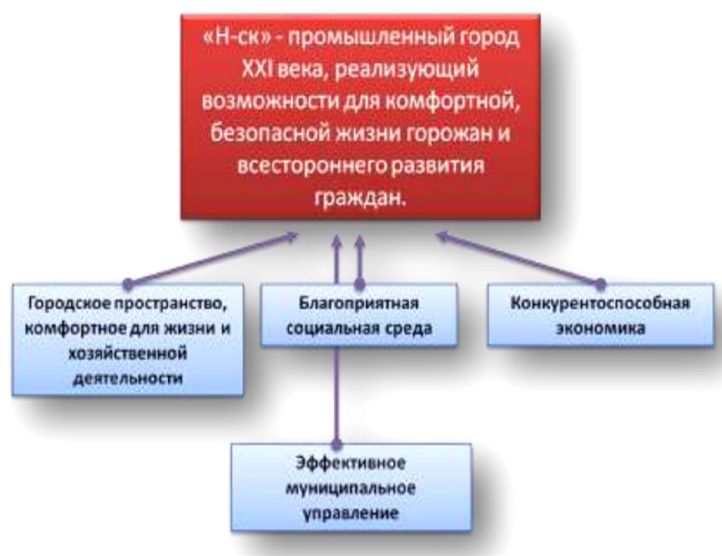 «Н-ск» - промышленный город
XXI века, реализующий
возможности для комфортной,
безопасной жизни горожан и
всестороннего развития
граждан.
Городское пространство,
комфортное для жизни и
хозяйственной
деятельности
Благоприятная
социальная среда
Конкурентоспособная
экономика
Эффективное
муниципальное
управление